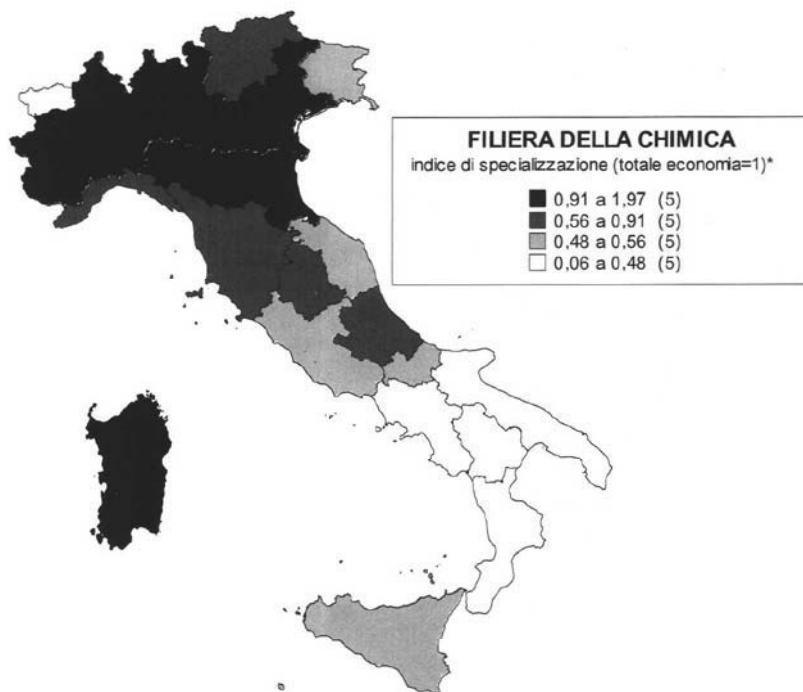 FILIERA DELLA CHIMICA
indice di specializzazione (totale economia=1)*
0,91 a 1,97 (5)
0,56 a 0,91 (5)
0,48 a 0,56 (5)
0,06 a 0,48 (5)